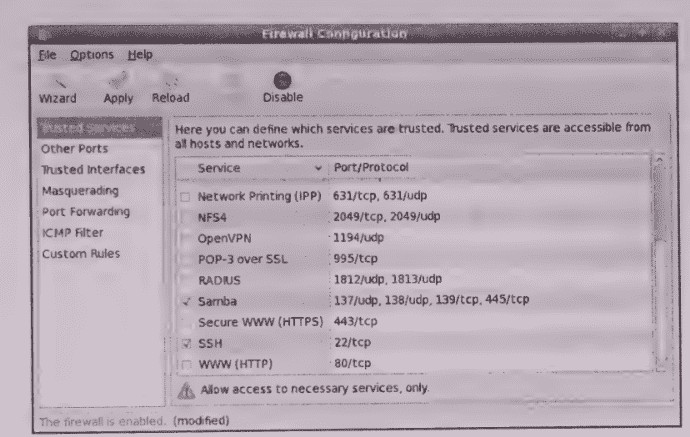 Firewall Configuration
File Options Help
Wizard Apply Reload Disable
Trusted Services
Other Ports
Trusted Interfaces
Masquerading
Port Forwarding
ICMP Filter
Custom Rules
Here you can define which services are trusted. Trusted services are accessible from
all hosts and networks.
Service Port/Protocol
Network Printing (IPP) 631/tcp, 631/udp
NFS4 2049/tcp, 2049/udp
OpenVPN 1194/udp
POP-3 over SSL 995/tcp
RADIUS 1812/udp, 1813/udp
Samba 137/udp, 138/udp, 139/tcp, 445/tcp
Secure WWW (HTTPS) 443/tcp
SSH 22/tcp
WWW (HTTP) 80/tcp
Allow access to necessary services, only.
The firewall is enabled. (modified)